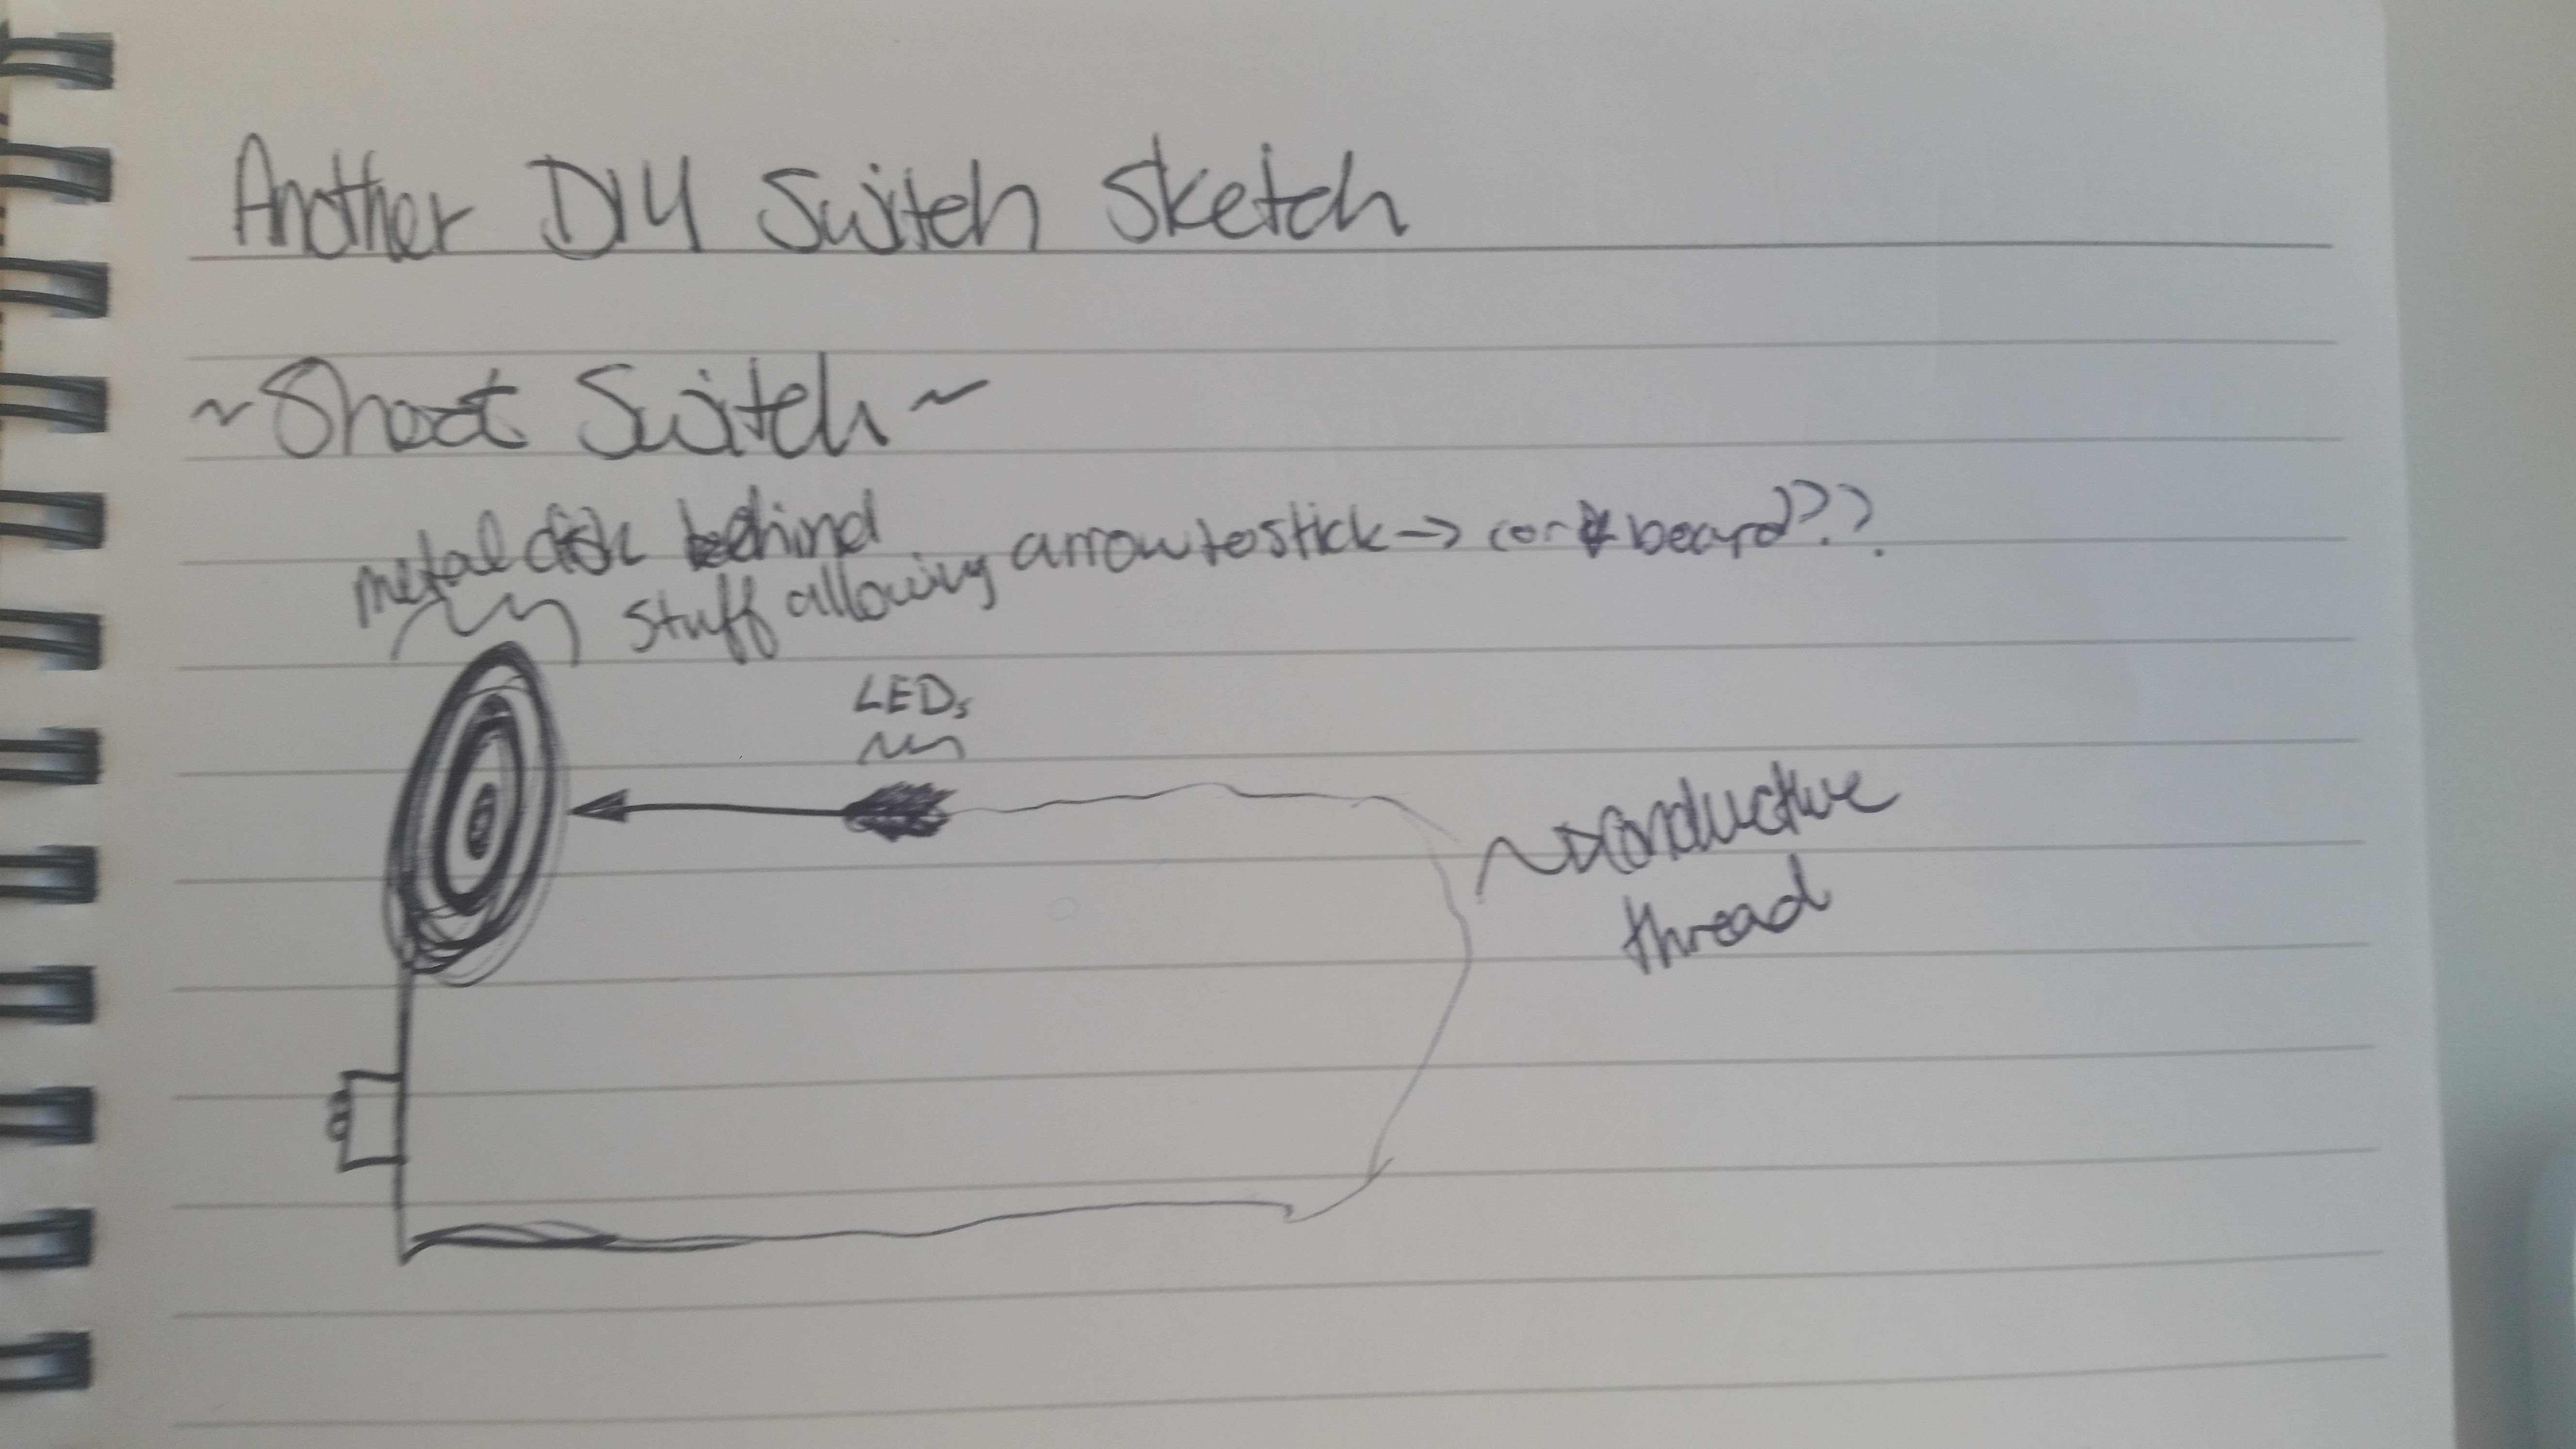 Another DIY Switch Sketch
~Shoot Switch~
metal disk behind
stuff allowing arrow to stick → cork board??
LEDs
conductive
thread